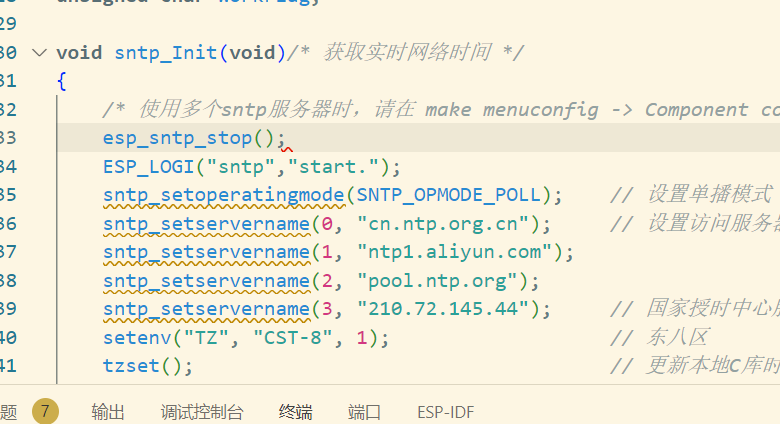 29
30 void sntp_Init(void)/* 获取实时网络时间 */
31 {
32 /* 使用多个sntp服务器时，请在 make menuconfig -> Component
33 esp_sntp_stop();
34 ESP_LOGI("sntp","start.");
35 sntp_setoperatingmode(SNTP_OPMODE_POLL); // 设置单播模式
36 sntp_setservername(0, "cn.ntp.org.cn"); // 设置访问服务器
37 sntp_setservername(1, "ntp1.aliyun.com");
38 sntp_setservername(2, "pool.ntp.org");
39 sntp_setservername(3, "210.72.145.44"); // 国家授时中心
40 setenv("TZ", "CST-8", 1); // 东八区
41 tzset(); // 更新本地C库时
题 7 输出 调试控制台 终端 端口 ESP-IDF